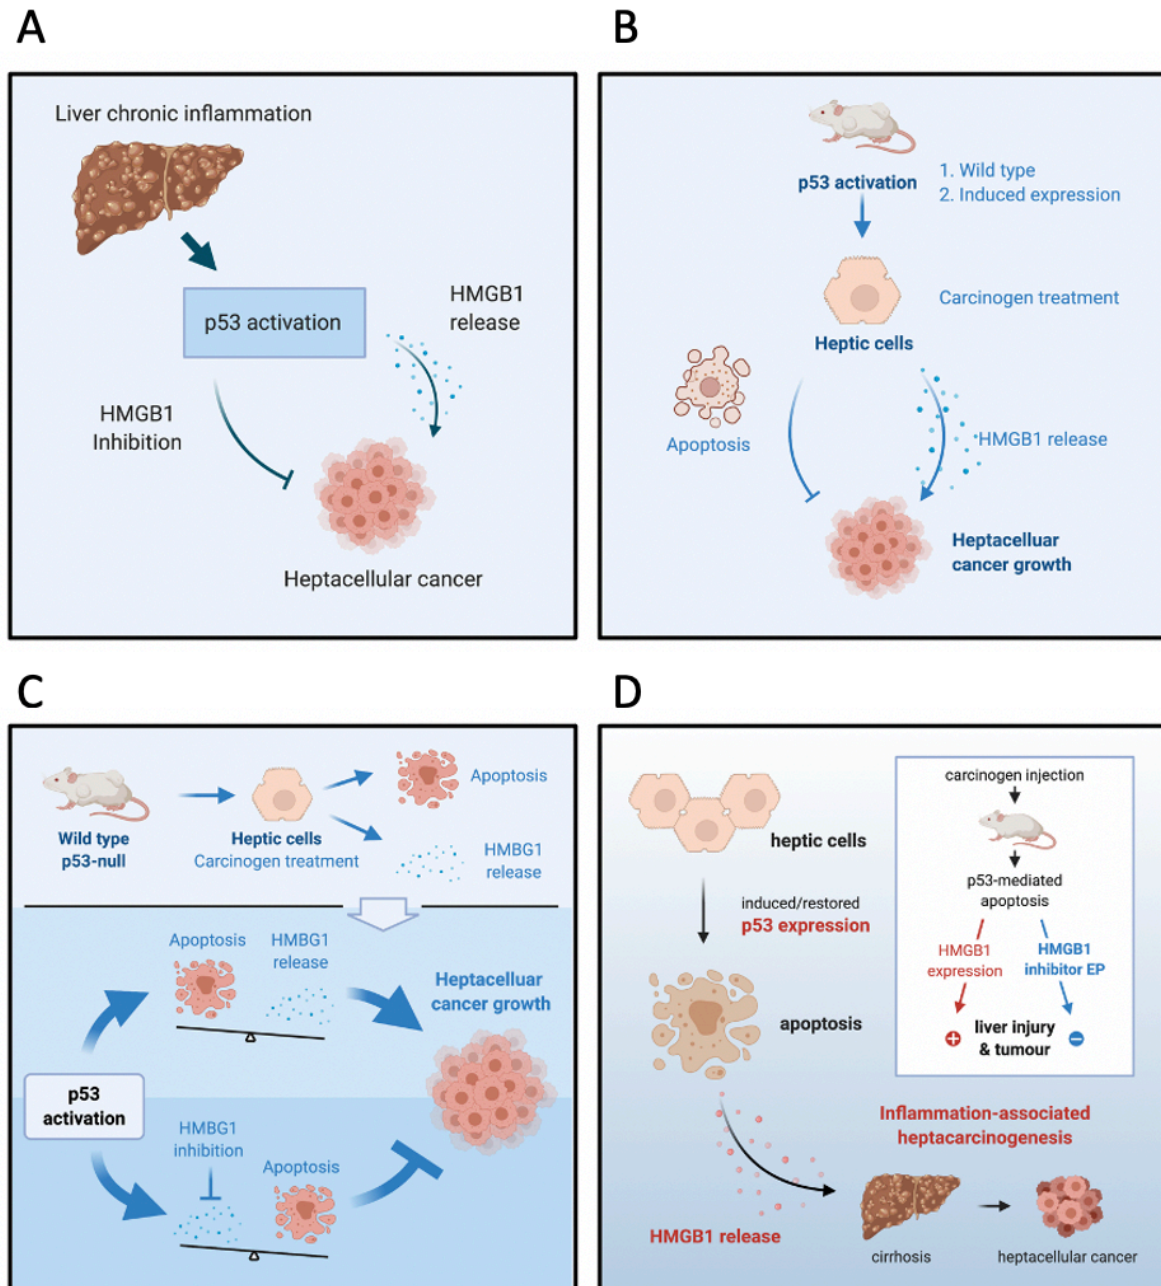 A
Liver chronic inflammation
p53 activation
HMGB1
release
HMGB1
Inhibition
Heptacellular cancer
B
p53 activation
1. Wild type
2. Induced expression
Heptic cells
Carcinogen treatment
Apoptosis
HMGB1 release
Heptacelluar
cancer growth
C
Wild type
p53-null
Heptic cells
Carcinogen treatment
Apoptosis
HMBG1
release
Apoptosis
HMBG1
release
Heptacelluar
cancer growth
p53
activation
HMBG1
inhibition
Apoptosis
D
heptic cells
induced/restored
p53 expression
apoptosis
HMGB1 release
carcinogen injection
p53-mediated
apoptosis
HMGB1
expression
HMGB1
inhibitor EP
+
liver injury
& tumour
−
Inflammation-associated
heptacarcinogenesis
cirrhosis
heptacellular cancer